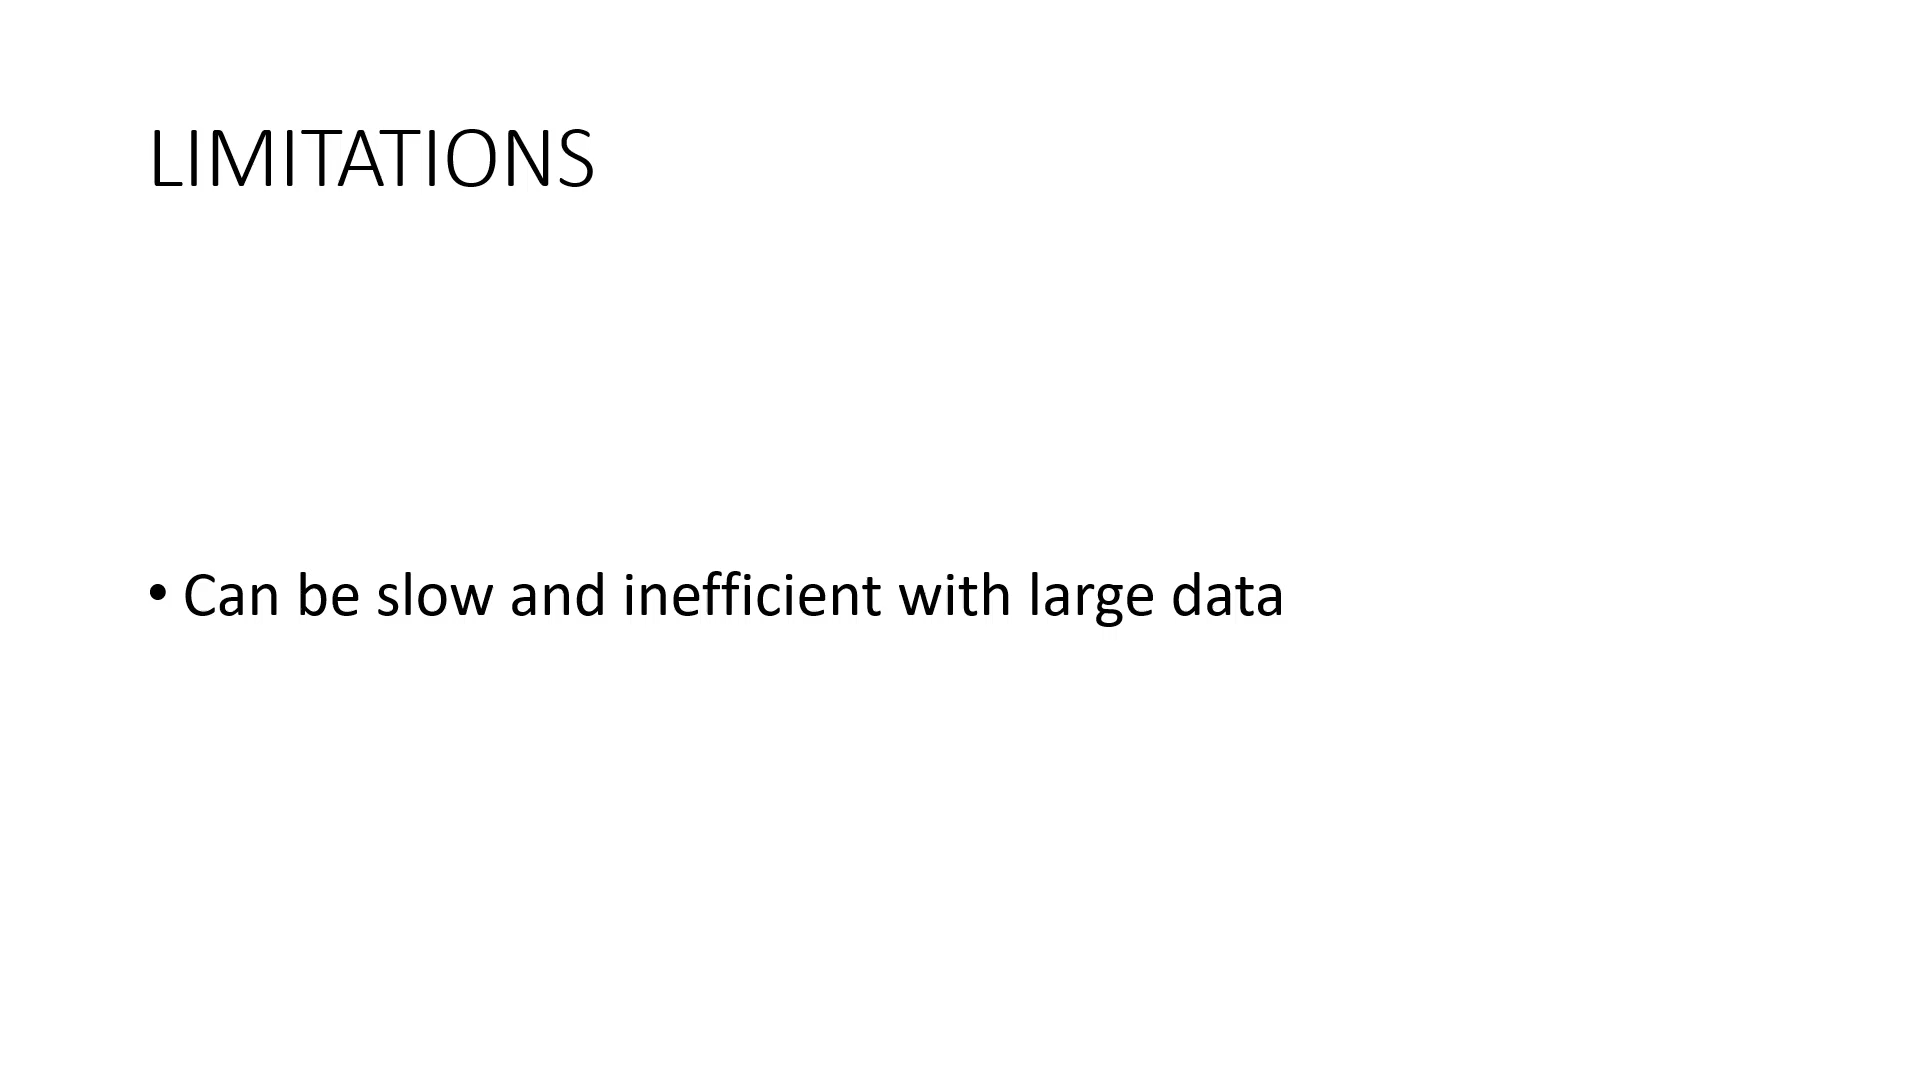 LIMITATIONS
• Can be slow and inefficient with large data